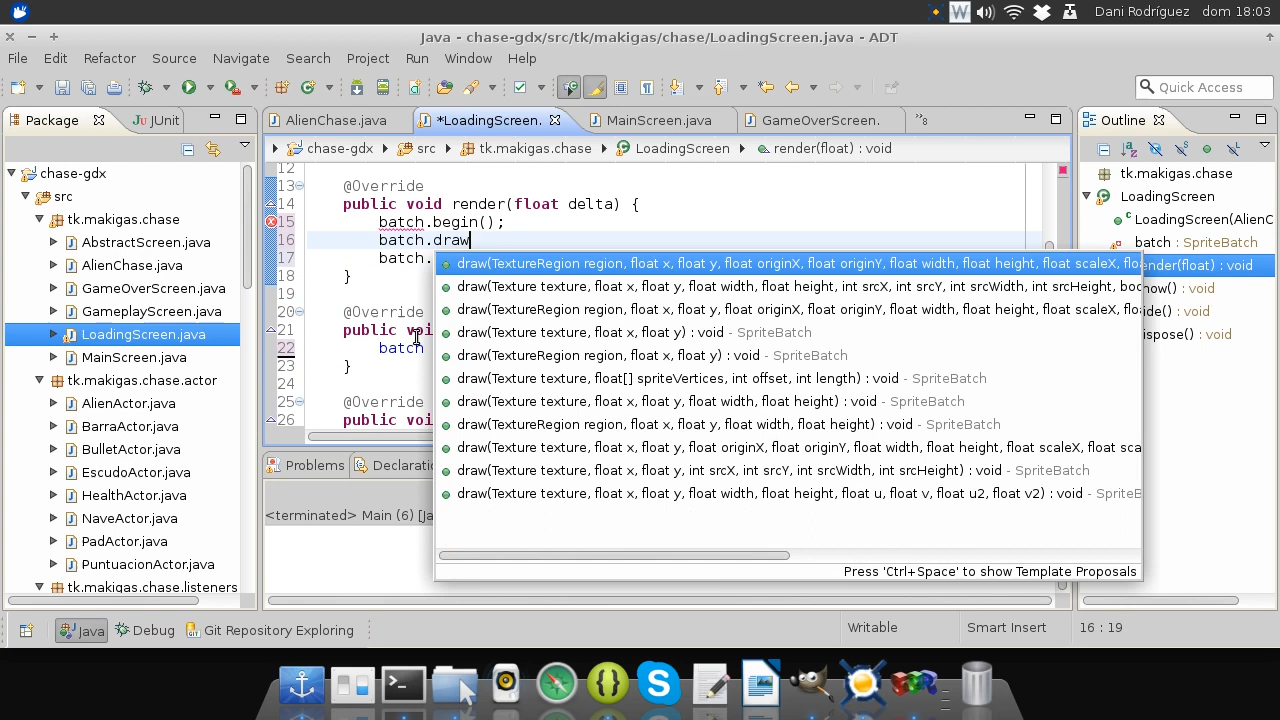 Dani Rodríguez dom 18:03
Java - chase-gdx/src/tk/makigas/chase/LoadingScreen.java - ADT
File Edit Refactor Source Navigate Search Project Run Window Help
Quick Access
Package
JUnit
AlienChase.java
*LoadingScreen.
MainScreen.java
GameOverScreen.
Outline
chase-gdx
src
tk.makigas.chase
LoadingScreen
render(float) : void
chase-gdx
src
tk.makigas.chase
AbstractScreen.java
AlienChase.java
GameOverScreen.java
GameplayScreen.java
LoadingScreen.java
MainScreen.java
tk.makigas.chase.actor
AlienActor.java
BarraActor.java
BulletActor.java
EscudoActor.java
HealthActor.java
NaveActor.java
PadActor.java
PuntuacionActor.java
tk.makigas.chase.listeners
12
13 @Override
14 public void render(float delta) {
15 batch.begin();
16 batch.draw
17 batch.
18 }
19
20 @Override
21 public voi
22 batch
23 }
24
25 @Override
26 public voi
draw(TextureRegion region, float x, float y, float originX, float originY, float width, float height, float scaleX, flo
draw(Texture texture, float x, float y, float width, float height, int srcX, int srcY, int srcWidth, int srcHeight, boo
draw(TextureRegion region, float x, float y, float originX, float originY, float width, float height, float scaleX, flo
draw(Texture texture, float x, float y) : void - SpriteBatch
draw(TextureRegion region, float x, float y) : void - SpriteBatch
draw(Texture texture, float[] spriteVertices, int offset, int length) : void - SpriteBatch
draw(Texture texture, float x, float y, float width, float height) : void - SpriteBatch
draw(TextureRegion region, float x, float y, float width, float height) : void - SpriteBatch
draw(Texture texture, float x, float y, float originX, float originY, float width, float height, float scaleX, float sca
draw(Texture texture, float x, float y, int srcX, int srcY, int srcWidth, int srcHeight) : void - SpriteBatch
draw(Texture texture, float x, float y, float width, float height, float u, float v, float u2, float v2) : void - SpriteB
Press 'Ctrl+Space' to show Template Proposals
tk.makigas.chase
LoadingScreen
LoadingScreen(AlienC
batch : SpriteBatch
ender(float) : void
how() : void
ide() : void
ispose() : void
Problems
Declaratio
<terminated> Main (6) [Ja
Java
Debug
Git Repository Exploring
Writable
Smart Insert
16 : 19